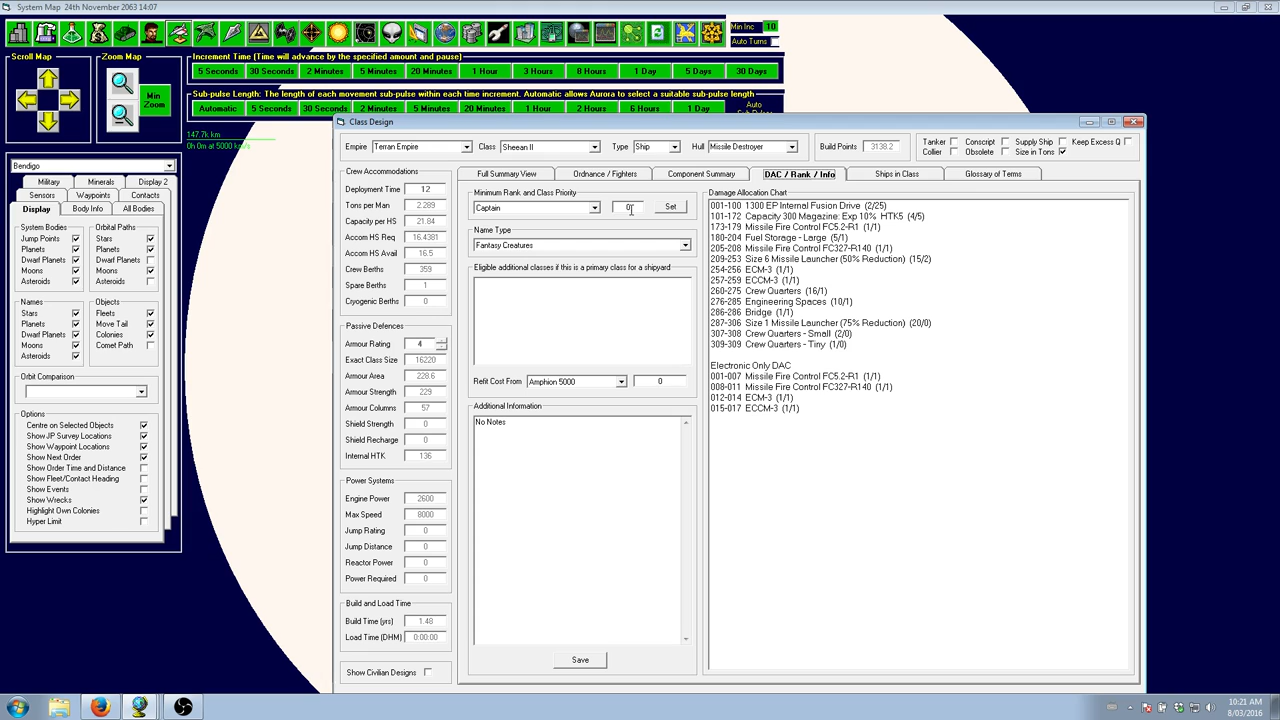 System Map 24th November 2063 14:07
Min Inc 10
Auto Turns
Scroll Map
Zoom Map
Min Zoom
Increment Time (Time will advance by the specified amount and pause)
5 Seconds 30 Seconds 2 Minutes 5 Minutes 20 Minutes 1 Hour 3 Hours 8 Hours 1 Day 5 Days 30 Days
Sub-pulse Length: The length of each movement sub-pulse within each time increment. Automatic allows Aurora to select a suitable sub-pulse length
Automatic 5 Seconds 30 Seconds 2 Minutes 5 Minutes 20 Minutes 1 Hour 2 Hours 6 Hours 1 Day Auto
147.7k km
0h 0m at 5000 km/s
Bendigo
Military Minerals Display 2
Sensors Waypoints Contacts
Display Body Info All Bodies
System Bodies
Jump Points
Planets
Dwarf Planets
Moons
Asteroids
Orbital Paths
Stars
Planets
Dwarf Planets
Moons
Asteroids
Names
Stars
Planets
Dwarf Planets
Moons
Asteroids
Objects
Fleets
Move Tail
Colonies
Comet Path
Orbit Comparison
Options
Centre on Selected Objects
Show JP Survey Locations
Show Waypoint Locations
Show Next Order
Show Order Time and Distance
Show Fleet/Contact Heading
Show Events
Show Wrecks
Highlight Own Colonies
Hyper Limit
Class Design
Empire Terran Empire Class Sheean II Type Ship Hull Missile Destroyer Build Points 3138.2
Tanker Conscript Supply Ship Keep Excess Q
Collier Obsolete Size in Tons
Crew Accommodations
Deployment Time 12
Tons per Man 2.289
Capacity per HS 21.84
Accom HS Req 16.4381
Accom HS Avail 16.5
Crew Berths 359
Spare Berths 1
Cryogenic Berths 0
Passive Defences
Armour Rating 4
Exact Class Size 16220
Armour Area 228.6
Armour Strength 229
Armour Columns 57
Shield Strength 0
Shield Recharge 0
Internal HTK 136
Power Systems
Engine Power 2600
Max Speed 8000
Jump Rating 0
Jump Distance 0
Reactor Power 0
Power Required 0
Build and Load Time
Build Time (yrs) 1.48
Load Time (DHM) 0:00:00
Show Civilian Designs
Full Summary View Ordnance / Fighters Component Summary DAC / Rank / Info Ships in Class Glossary of Terms
Minimum Rank and Class Priority
Captain 0 Set
Name Type
Fantasy Creatures
Eligible additional classes if this is a primary class for a shipyard
Refit Cost From Amphion 5000 0
Additional Information
No Notes
Save
Damage Allocation Chart
001-100 1300 EP Internal Fusion Drive (2/25)
101-172 Capacity 300 Magazine: Exp 10% HTK5 (4/5)
173-179 Missile Fire Control FC5.2-R1 (1/1)
180-204 Fuel Storage - Large (5/1)
205-208 Missile Fire Control FC327-R140 (1/1)
209-253 Size 6 Missile Launcher (50% Reduction) (15/2)
254-256 ECM-3 (1/1)
257-259 ECCM-3 (1/1)
260-275 Crew Quarters (16/1)
276-285 Engineering Spaces (10/1)
286-286 Bridge (1/1)
287-306 Size 1 Missile Launcher (75% Reduction) (20/0)
307-308 Crew Quarters - Small (2/0)
309-309 Crew Quarters - Tiny (1/0)
Electronic Only DAC
001-007 Missile Fire Control FC5.2-R1 (1/1)
008-011 Missile Fire Control FC327-R140 (1/1)
012-014 ECM-3 (1/1)
015-017 ECCM-3 (1/1)
10:21 AM
8/03/2016